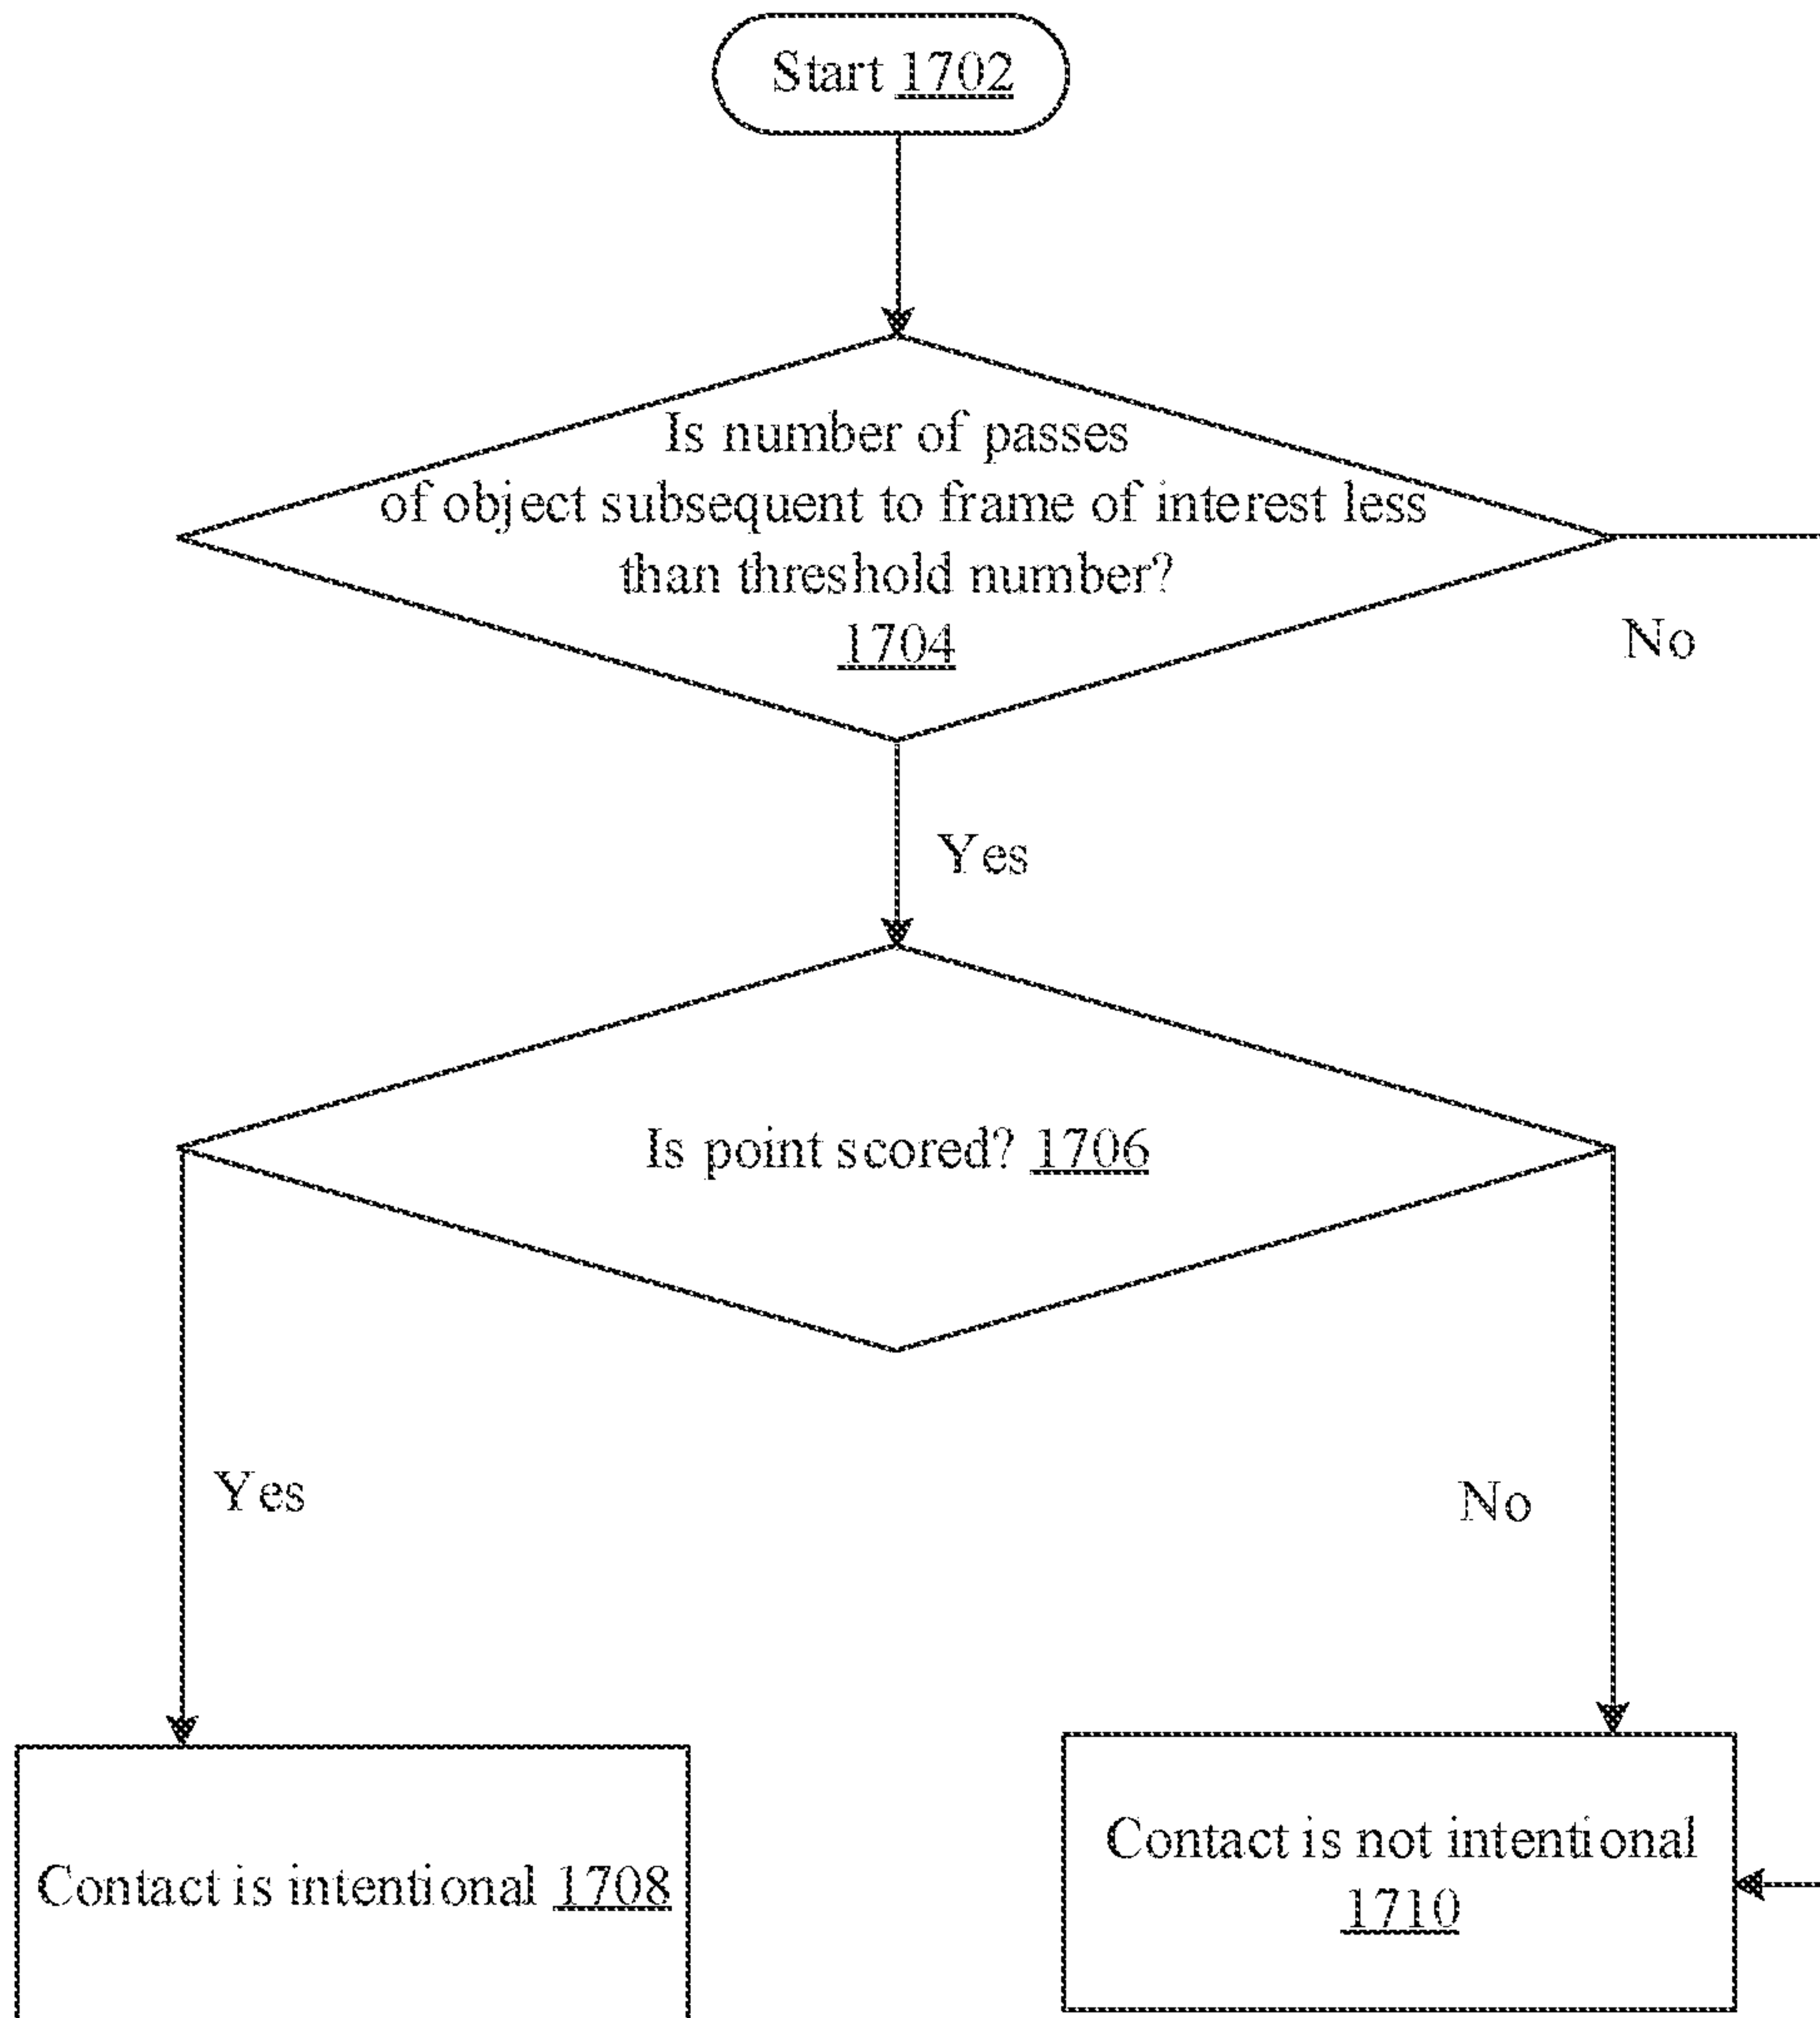 Start 1702
Is number of passes
of object subsequent to frame of interest less
than threshold number?
1704
No
Yes
Is point scored? 1706
Yes
No
Contact is intentional 1708
Contact is not intentional
1710